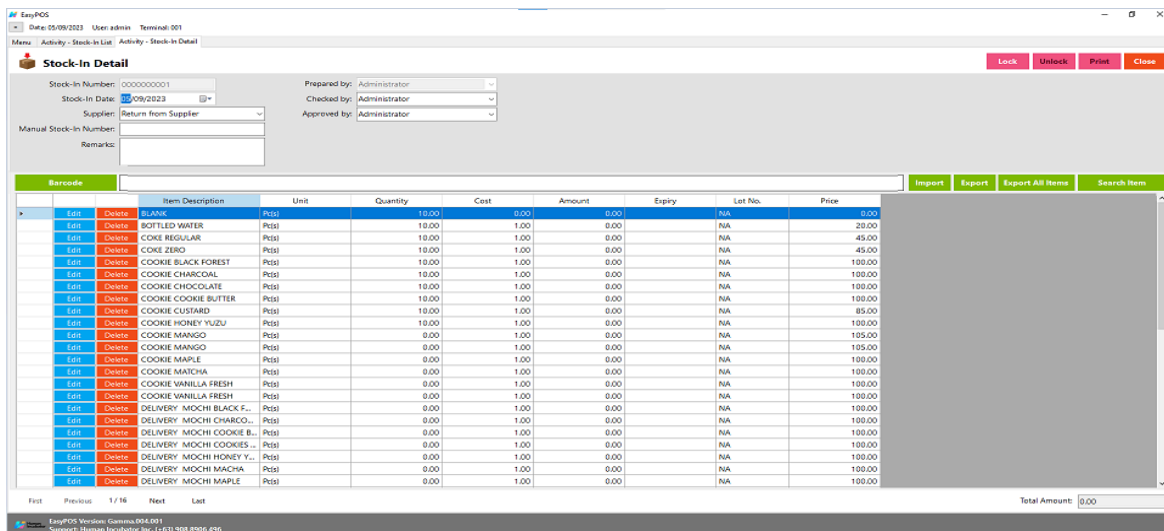 EasyPOS
Date: 05/09/2023 User: admin Terminal: 001
Menu Activity - Stock-In List Activity - Stock-In Detail
Stock-In Detail Lock Unlock Print Close
Stock-In Number: 0000000001 Prepared by: Administrator
Stock-In Date: 05/09/2023 Checked by: Administrator
Supplier: Return from Supplier Approved by: Administrator
Manual Stock-In Number:
Remarks:
Barcode Import Export Export All Items Search Item
Item Description Unit Quantity Cost Amount Expiry Lot No. Price
Edit Delete BLANK Pc(s) 10.00 0.00 0.00 NA 0.00
Edit Delete BOTTLED WATER Pc(s) 10.00 1.00 0.00 NA 20.00
Edit Delete COKE REGULAR Pc(s) 10.00 1.00 0.00 NA 45.00
Edit Delete COKE ZERO Pc(s) 10.00 1.00 0.00 NA 45.00
Edit Delete COOKIE BLACK FOREST Pc(s) 10.00 1.00 0.00 NA 100.00
Edit Delete COOKIE CHARCOAL Pc(s) 10.00 1.00 0.00 NA 100.00
Edit Delete COOKIE CHOCOLATE Pc(s) 10.00 1.00 0.00 NA 100.00
Edit Delete COOKIE COOKIE BUTTER Pc(s) 10.00 1.00 0.00 NA 100.00
Edit Delete COOKIE CUSTARD Pc(s) 10.00 1.00 0.00 NA 85.00
Edit Delete COOKIE HONEY YUZU Pc(s) 10.00 1.00 0.00 NA 100.00
Edit Delete COOKIE MANGO Pc(s) 0.00 1.00 0.00 NA 105.00
Edit Delete COOKIE MANGO Pc(s) 0.00 1.00 0.00 NA 105.00
Edit Delete COOKIE MAPLE Pc(s) 0.00 1.00 0.00 NA 100.00
Edit Delete COOKIE MATCHA Pc(s) 0.00 1.00 0.00 NA 100.00
Edit Delete COOKIE VANILLA FRESH Pc(s) 0.00 1.00 0.00 NA 100.00
Edit Delete COOKIE VANILLA FRESH Pc(s) 0.00 1.00 0.00 NA 100.00
Edit Delete DELIVERY MOCHI BLACK F... Pc(s) 0.00 1.00 0.00 NA 100.00
Edit Delete DELIVERY MOCHI CHARCO... Pc(s) 0.00 1.00 0.00 NA 100.00
Edit Delete DELIVERY MOCHI COOKIE B... Pc(s) 0.00 1.00 0.00 NA 100.00
Edit Delete DELIVERY MOCHI COOKIES ... Pc(s) 0.00 1.00 0.00 NA 100.00
Edit Delete DELIVERY MOCHI HONEY Y... Pc(s) 0.00 1.00 0.00 NA 100.00
Edit Delete DELIVERY MOCHI MACHA Pc(s) 0.00 1.00 0.00 NA 100.00
Edit Delete DELIVERY MOCHI MAPLE Pc(s) 0.00 1.00 0.00 NA 100.00
First Previous 1 / 16 Next Last Total Amount: 0.00
EasyPOS Version: Gamma.004.001
Support: Human Incubator Inc. (+63) 908 8906 496